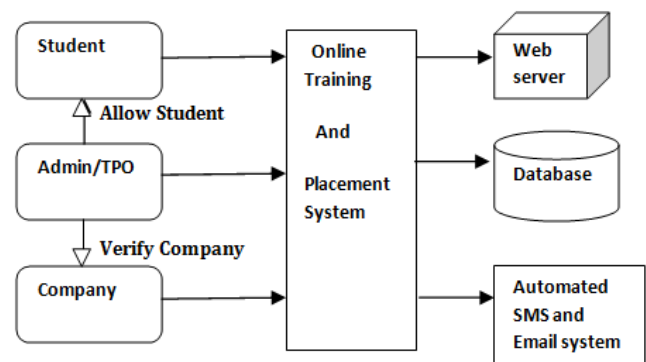 Student
Allow Student
Admin/TPO
Verify Company
Company
Online
Training
And
Placement
System
Web
server
Database
Automated
SMS and
Email system